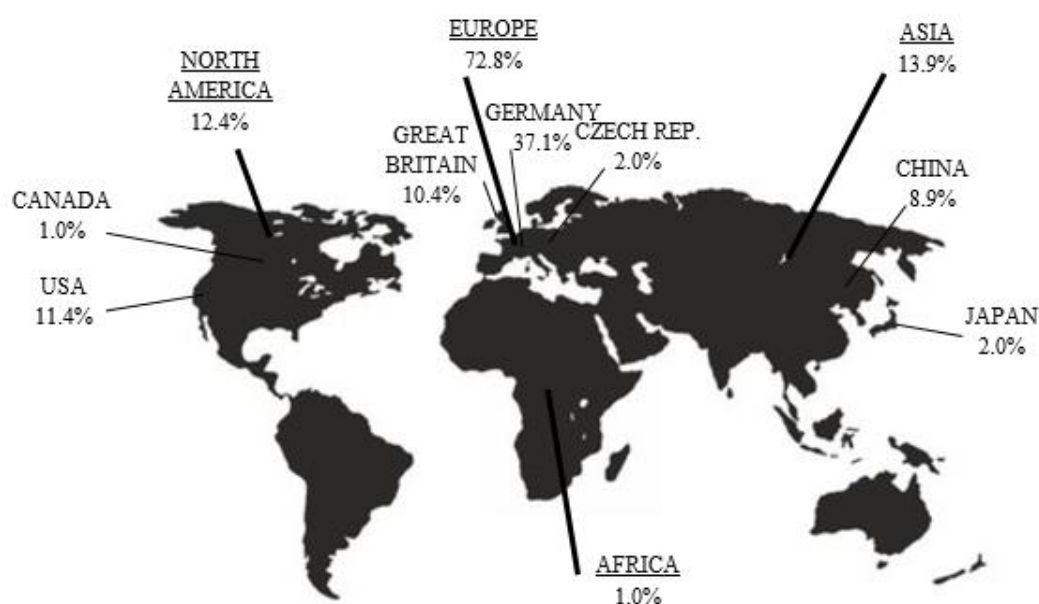 EUROPE
72.8%
ASIA
13.9%
NORTH
AMERICA
12.4%
GERMANY
37.1%
CZECH REP.
2.0%
GREAT
BRITAIN
10.4%
CHINA
8.9%
CANADA
1.0%
USA
11.4%
JAPAN
2.0%
AFRICA
1.0%